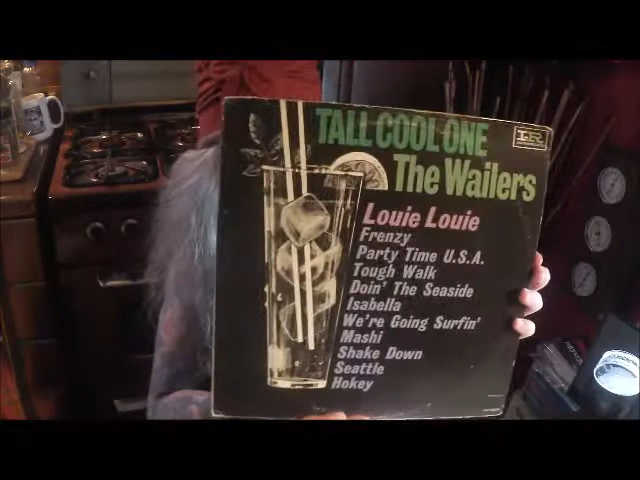 TALL COOL ONE
The Wailers
Louie Louie
Frenzy
Party Time U.S.A.
Tough Walk
Doin' The Seaside
Isabella
We're Going Surfin'
Mashi
Shake Down
Seattle
Hokey